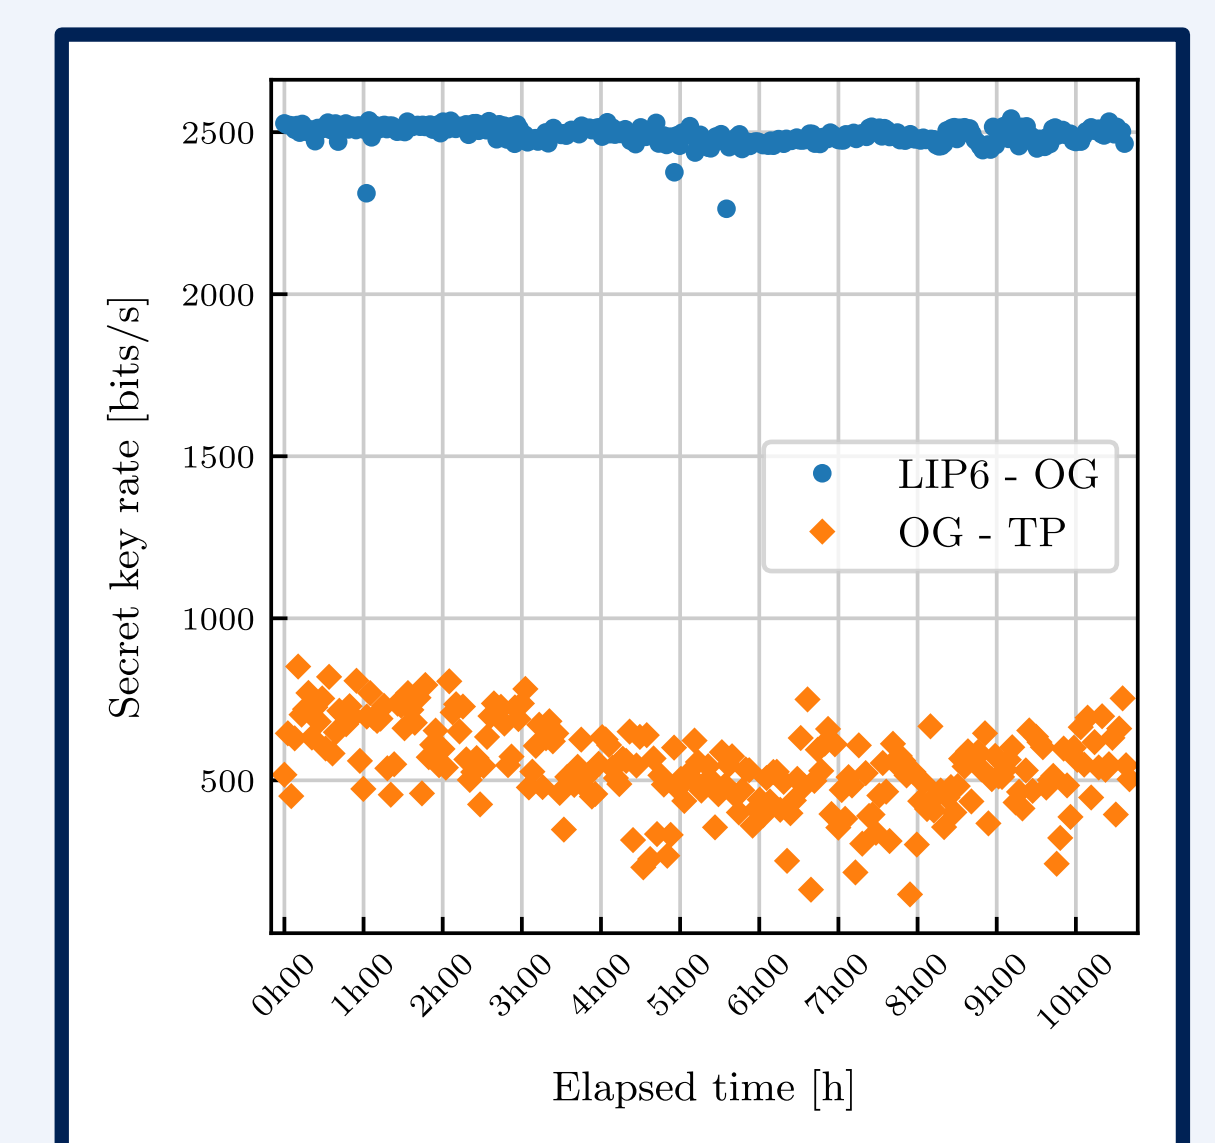 Secret key rate [bits/s]
2500
2000
1500
1000
500
LIP6 - OG
OG - TP
0h00
1h00
2h00
3h00
4h00
5h00
6h00
7h00
8h00
9h00
10h00
Elapsed time [h]